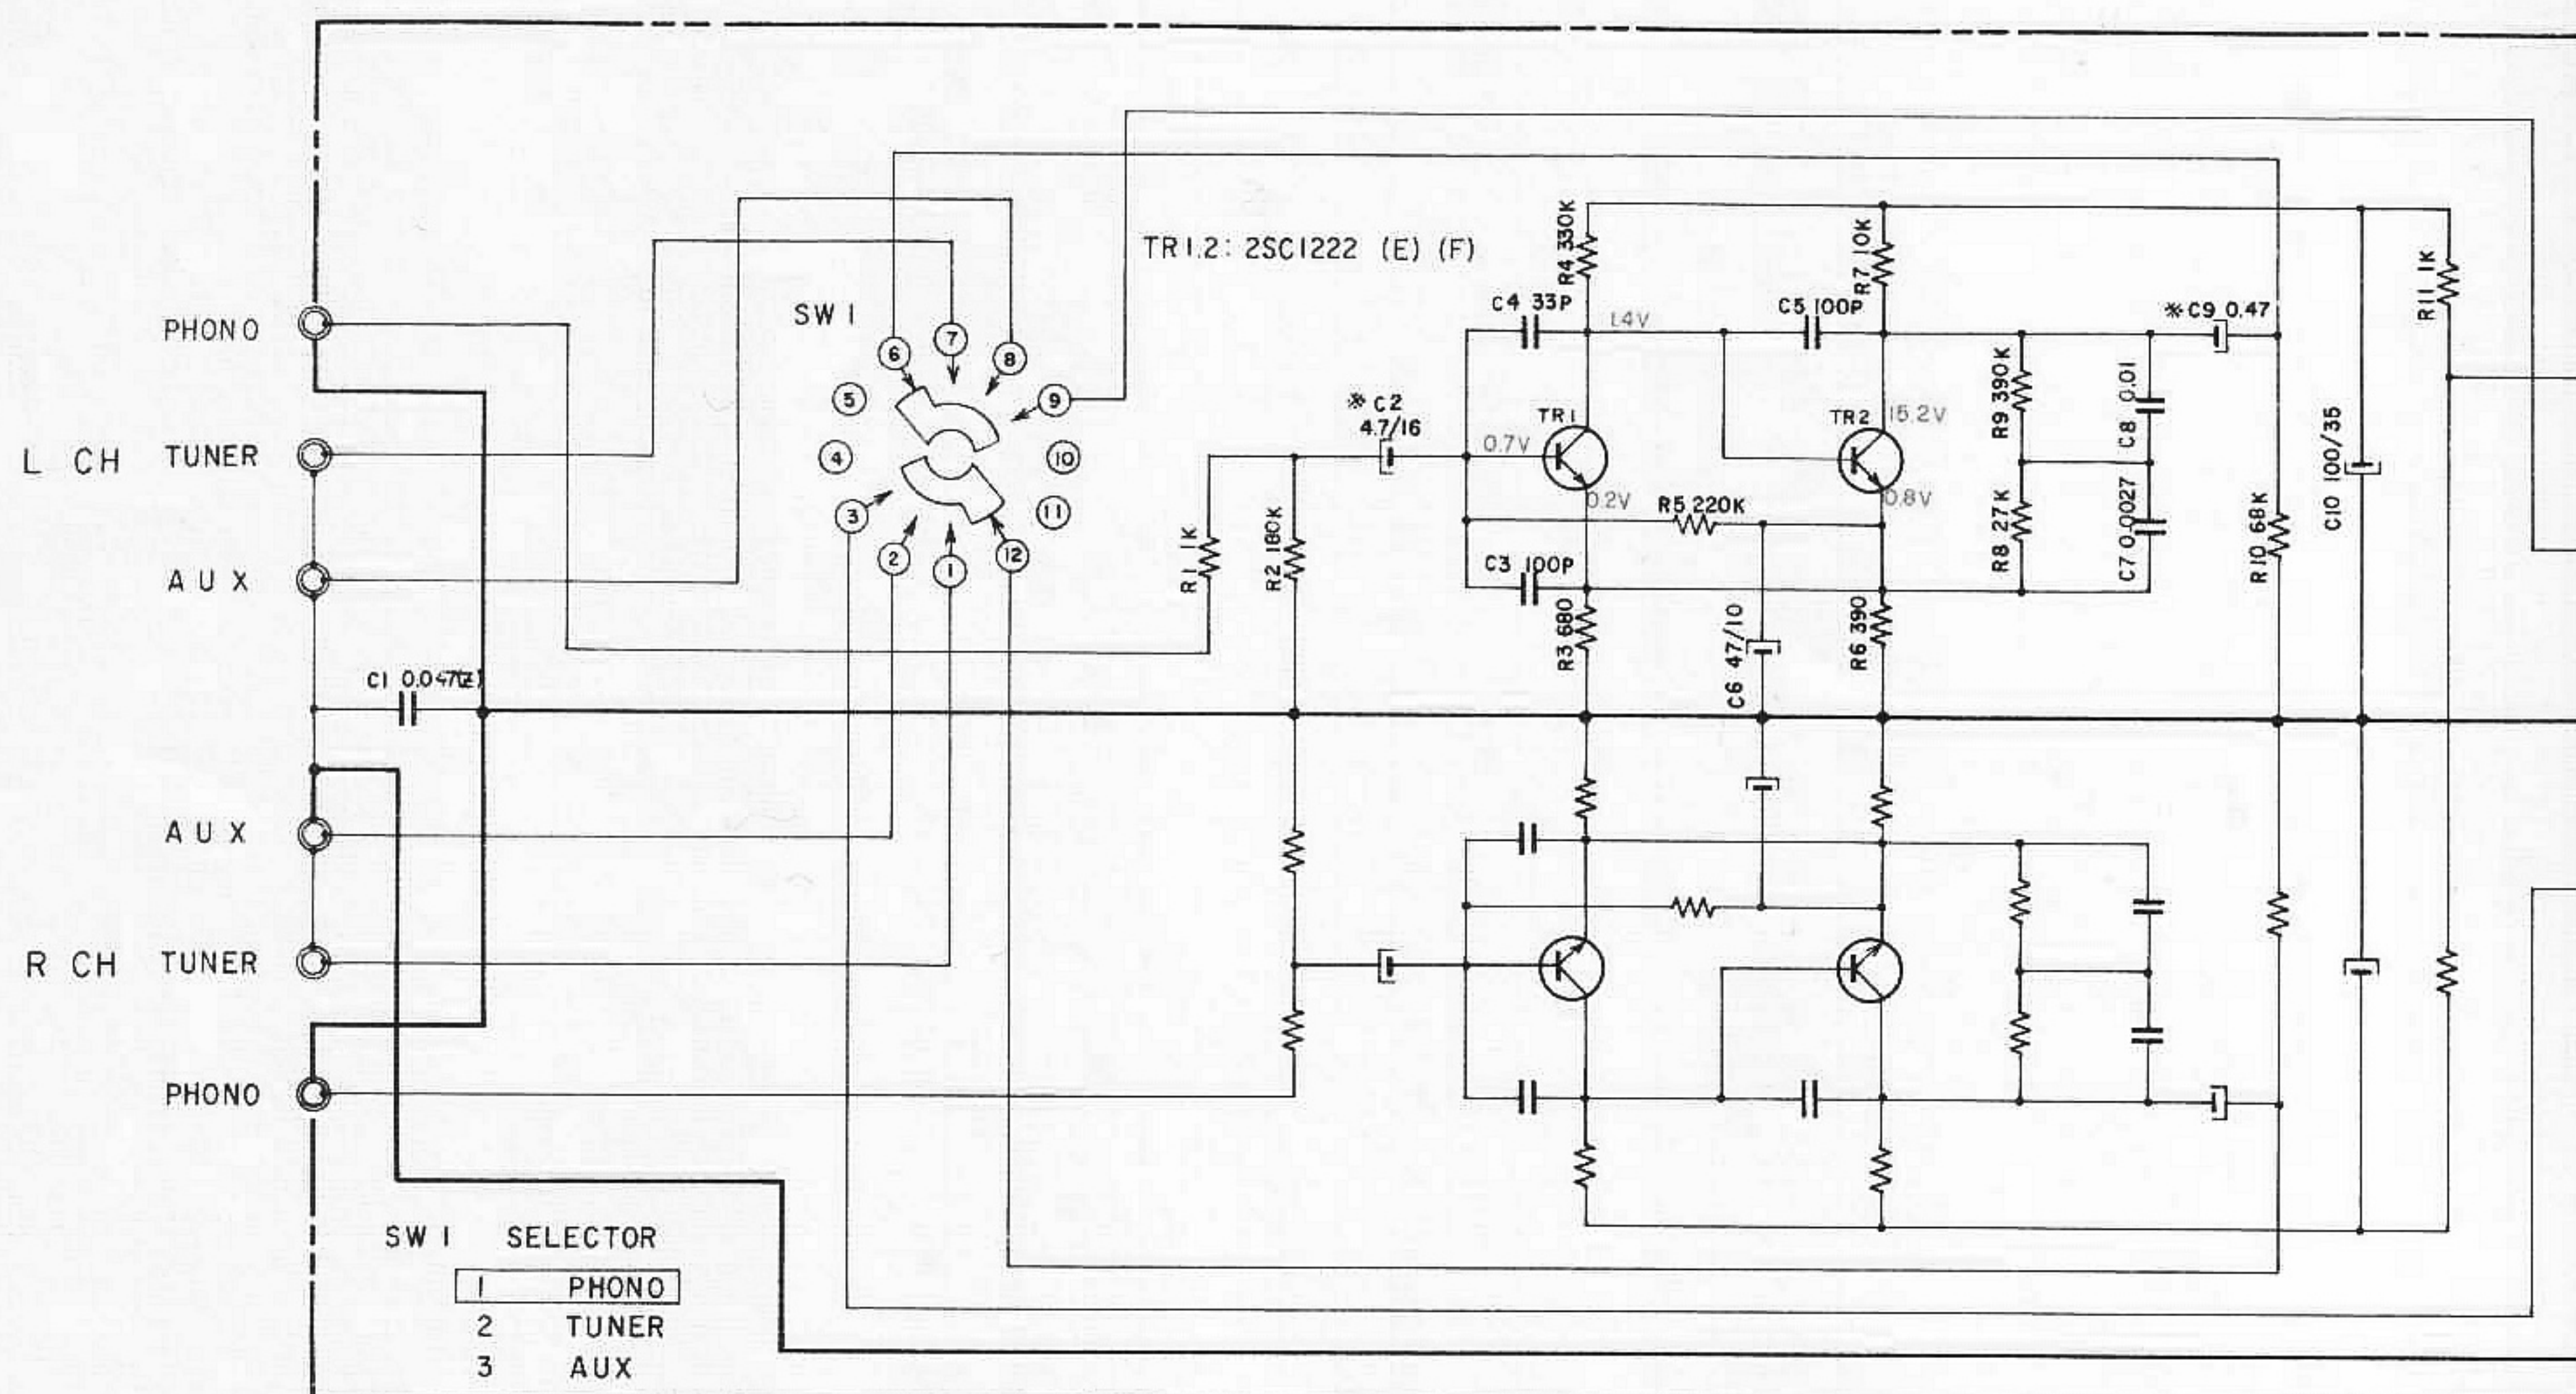 TR1.2: 2SC1222 (E) (F)
R4 330K
R7 10K
R11 1K
SW 1
PHONO
C4 33P
1.4V
C5 100P
※C9 0.47
6
7
8
5
9
4
10
3
11
2
1
12
※ C2
4.7/16
0.7V
TR1
TR2
15.2V
R9 390K
C8 0.01
C10 100/35
L CH
TUNER
0.2V
R5 220K
0.8V
R1 1K
R2 180K
R8 27K
C7 0.0027
R10 68K
AUX
C3 100P
R3 680
C6 47/10
R6 390
C1 0.047(Z)
AUX
R CH
TUNER
PHONO
SW 1 SELECTOR
1 PHONO
2 TUNER
3 AUX